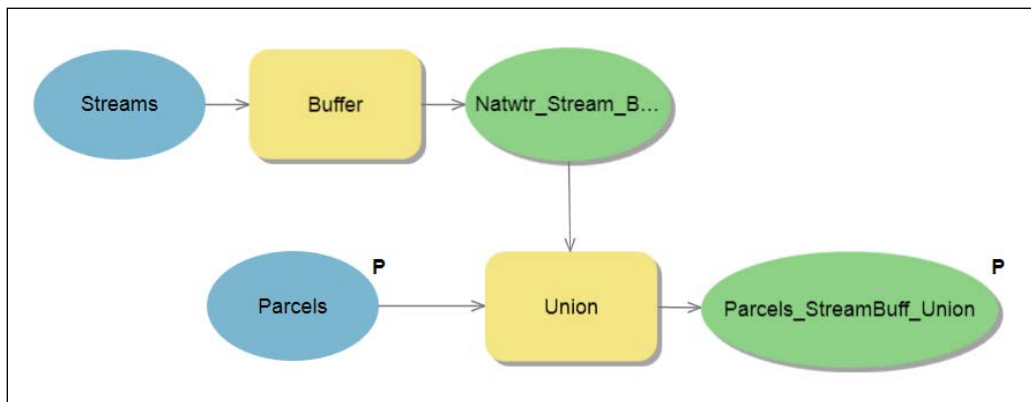 Streams
Buffer
Natwtr_Stream_B...
P
P
Parcels
Union
Parcels_StreamBuff_Union